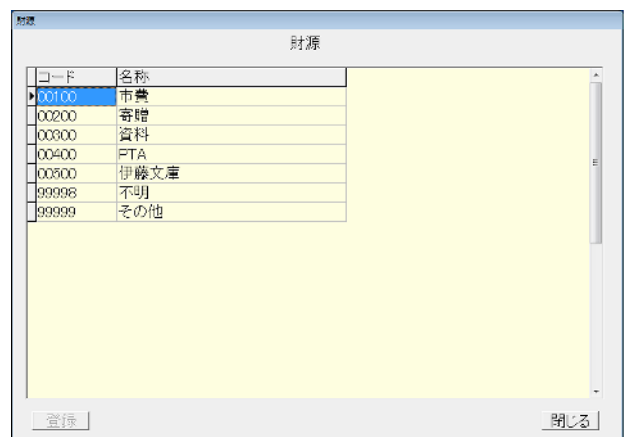 財源
財源
コード 名称
00100 市費
00200 寄贈
00300 資料
00400 PTA
00500 伊藤文庫
99998 不明
99999 その他
登録 閉じる